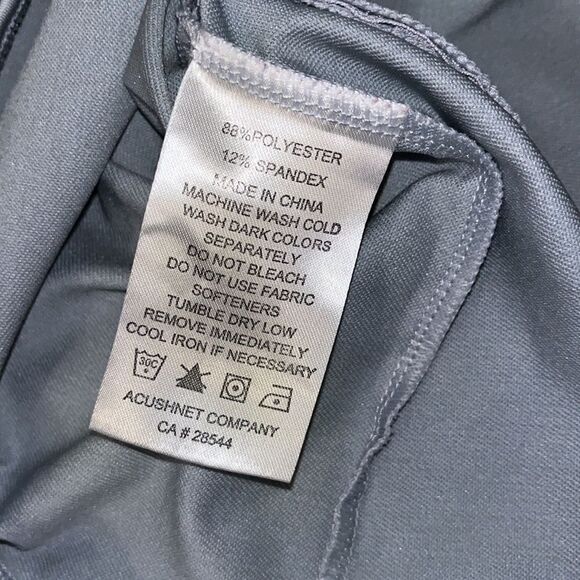 88%POLYESTER
12% SPANDEX
MADE IN CHINA
MACHINE WASH COLD
WASH DARK COLORS
SEPARATELY
DO NOT BLEACH
DO NOT USE FABRIC
SOFTENERS
TUMBLE DRY LOW
REMOVE IMMEDIATELY
COOL IRON IF NECESSARY
30C
ACUSHNET COMPANY
CA # 28544